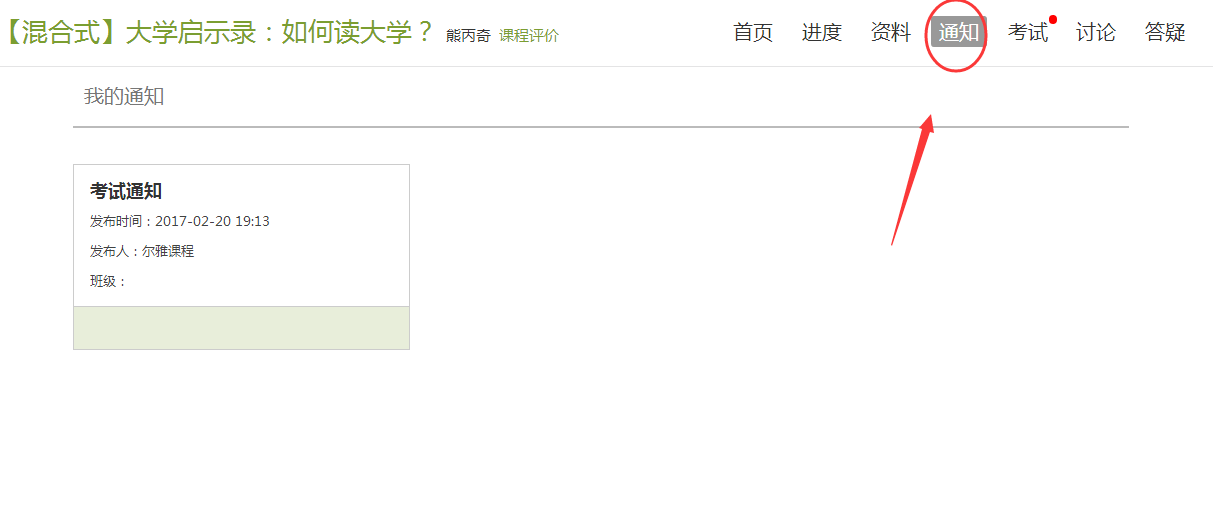 【混合式】大学启示录：如何读大学？ 熊丙奇 课程评价 首页 进度 资料 通知 考试 讨论 答疑
我的通知
考试通知
发布时间：2017-02-20 19:13
发布人：尔雅课程
班级：